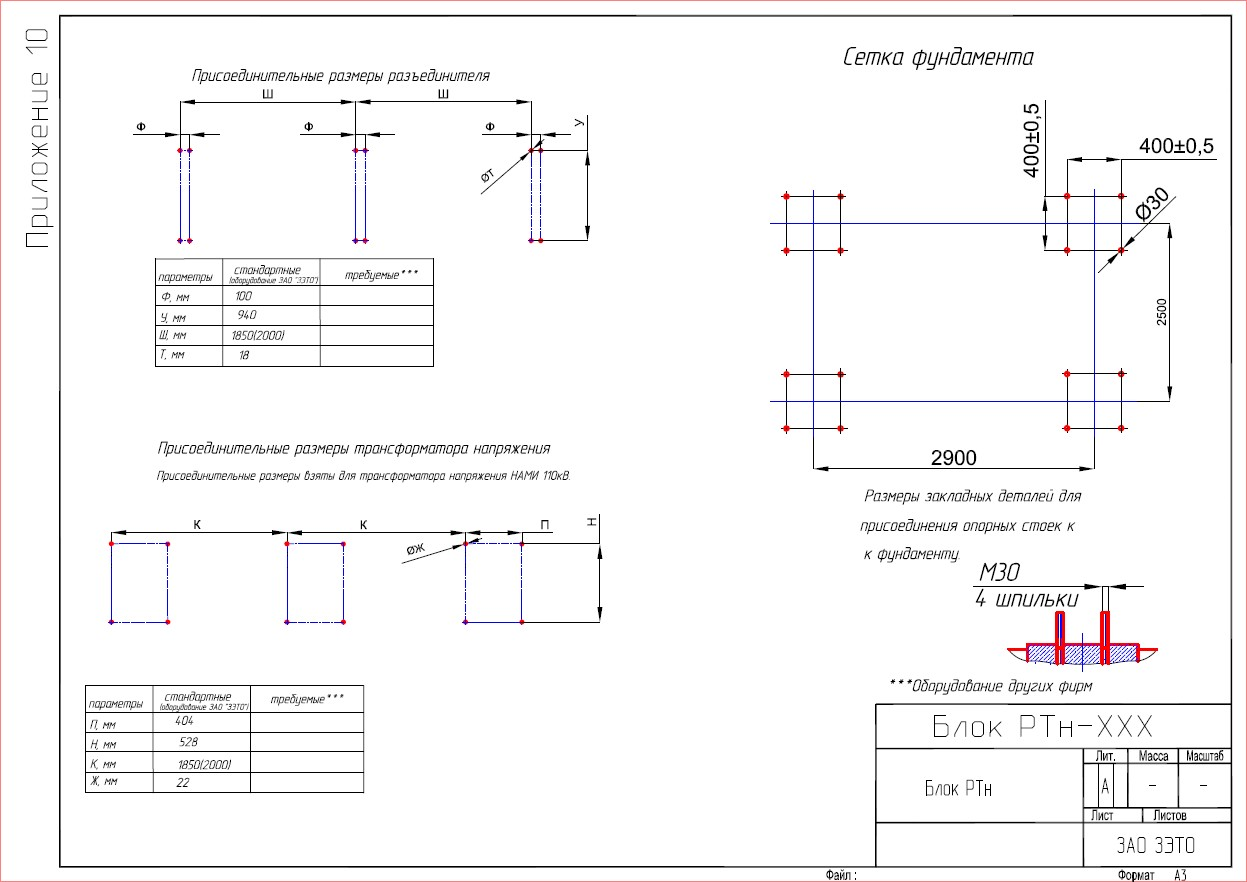 Приложение 10
Присоединительные размеры разъединителя
Ш
Ш
Ф
Ф
Ф
У
ØТ
параметры
стандартные
требуемые***
(оборудование ЗАО "ЗЭТО")
Ф, мм
100
У, мм
940
Ш, мм
1850(2000)
Т, мм
18
Присоединительные размеры трансформатора напряжения
Присоединительные размеры взяты для трансформатора напряжения НАМИ 110кВ.
К
К
П
Н
ØЖ
параметры
стандартные
требуемые***
(оборудование ЗАО "ЗЭТО")
П, мм
404
Н, мм
528
К, мм
1850(2000)
Ж, мм
22
Сетка фундамента
400±0,5
400±0,5
Ø30
2500
2900
Размеры закладных деталей для
присоединения опорных стоек к
к фундаменту.
М30
4 шпильки
***Оборудование других фирм
Блок РТн-ХХХ
Лит.
Масса
Масштаб
Блок РТн
А
-
-
Лист
Листов
ЗАО ЗЭТО
Файл :
Формат А3